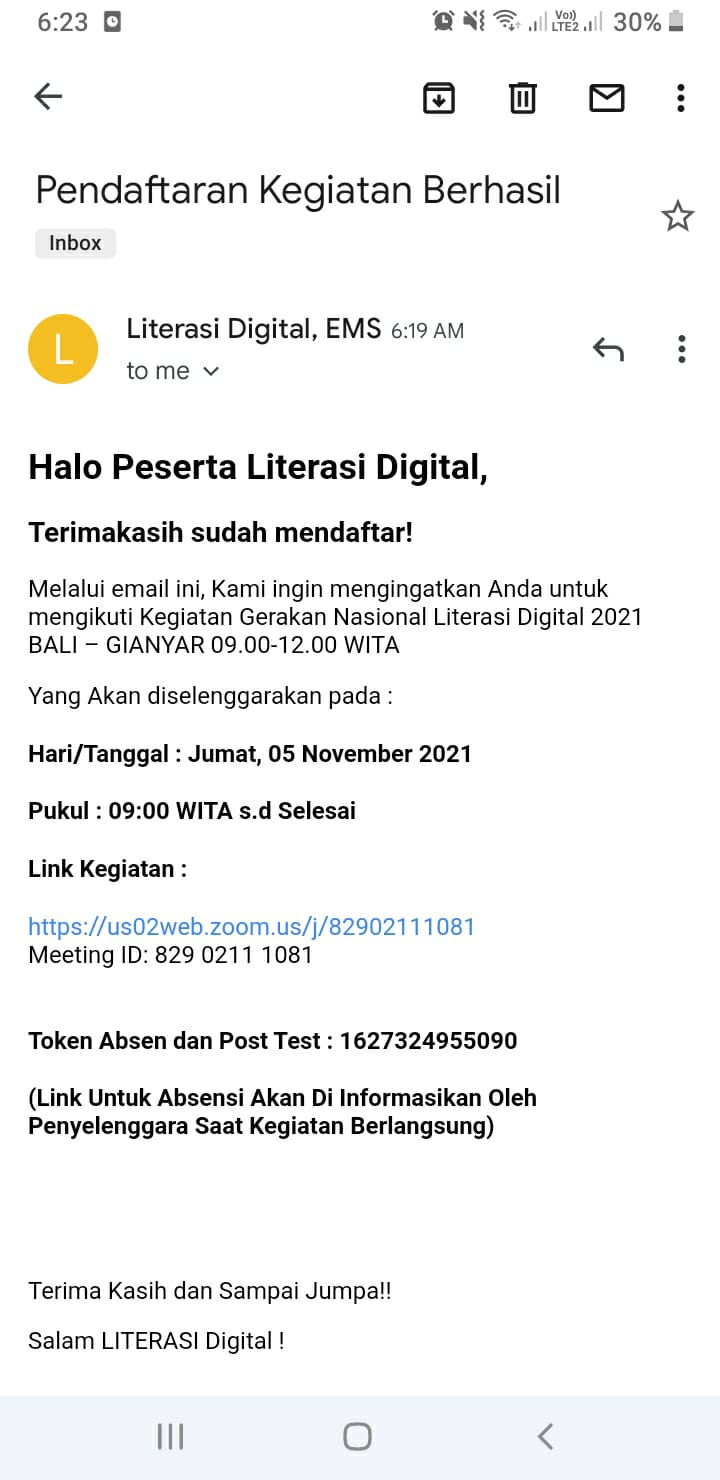 6:23
Vo)) LTE2 30%
Pendaftaran Kegiatan Berhasil
Inbox
L
Literasi Digital, EMS 6:19 AM
to me
Halo Peserta Literasi Digital,
Terimakasih sudah mendaftar!
Melalui email ini, Kami ingin mengingatkan Anda untuk
mengikuti Kegiatan Gerakan Nasional Literasi Digital 2021
BALI – GIANYAR 09.00-12.00 WITA
Yang Akan diselenggarakan pada :
Hari/Tanggal : Jumat, 05 November 2021
Pukul : 09:00 WITA s.d Selesai
Link Kegiatan :
https://us02web.zoom.us/j/82902111081
Meeting ID: 829 0211 1081
Token Absen dan Post Test : 1627324955090
(Link Untuk Absensi Akan Di Informasikan Oleh
Penyelenggara Saat Kegiatan Berlangsung)
Terima Kasih dan Sampai Jumpa!!
Salam LITERASI Digital !